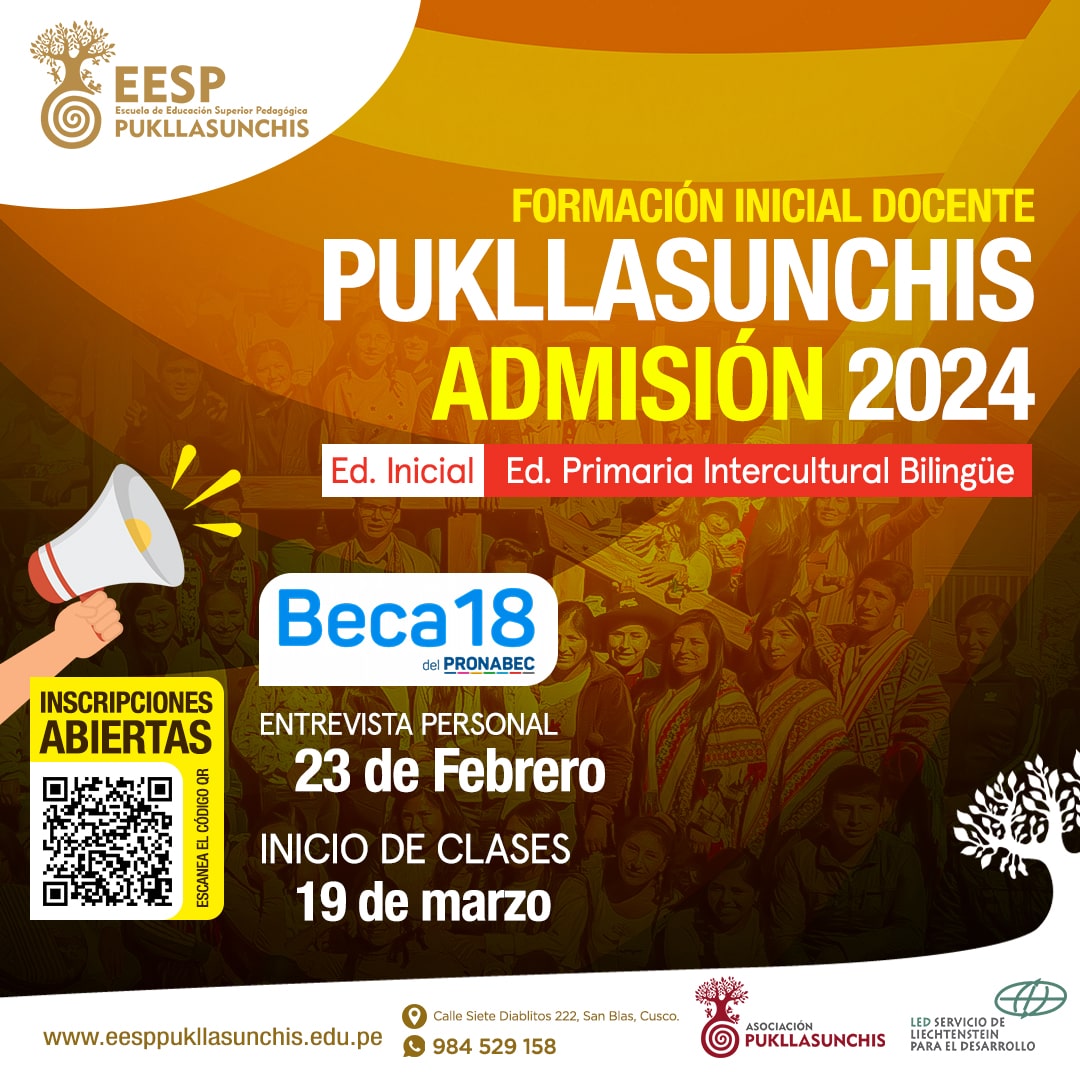 EESP
Escuela de Educación Superior Pedagógica
PUKLLASUNCHIS
FORMACIÓN INICIAL DOCENTE
PUKLLASUNCHIS
ADMISIÓN 2024
Ed. Inicial Ed. Primaria Intercultural Bilingüe
Beca18
del PRONABEC
INSCRIPCIONES
ABIERTAS
ESCANEA EL CÓDIGO QR
ENTREVISTA PERSONAL
23 de Febrero
INICIO DE CLASES
19 de marzo
www.eesppukllasunchis.edu.pe
Calle Siete Diablitos 222, San Blas, Cusco.
984 529 158
ASOCIACIÓN
PUKLLASUNCHIS
LED SERVICIO DE
LIECHTENSTEIN
PARA EL DESARROLLO